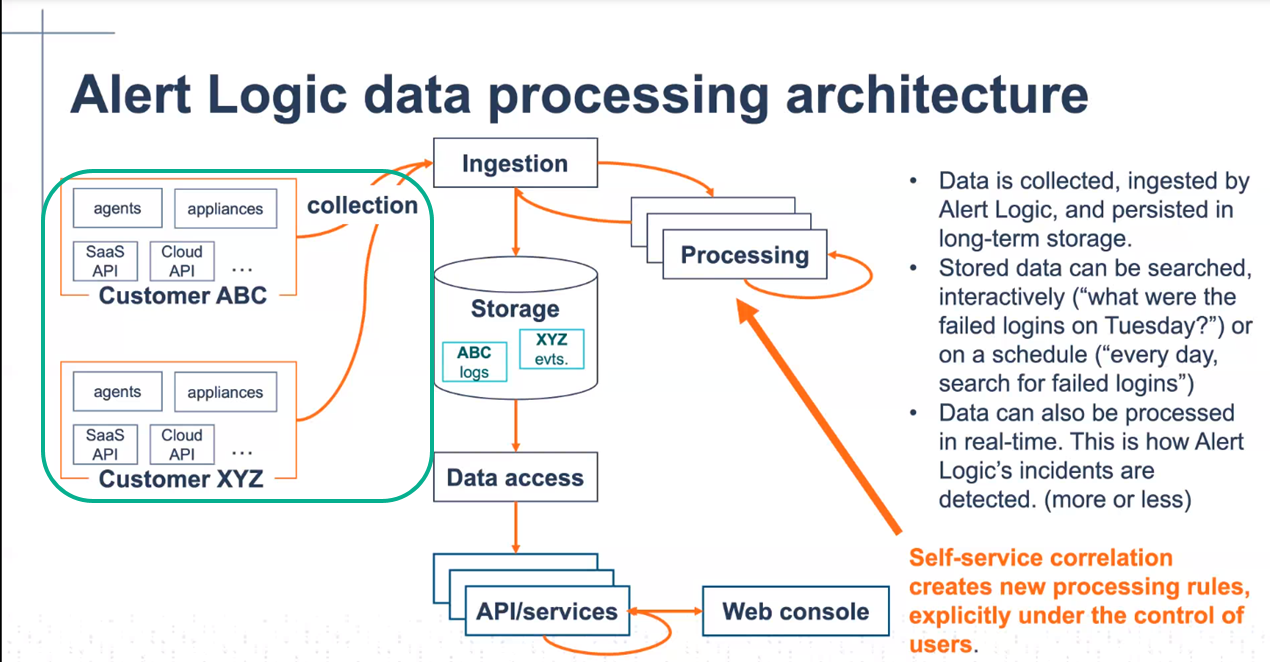 Alert Logic data processing architecture
agents
appliances
SaaS
API
Cloud
API
...
Customer ABC
collection
agents
appliances
SaaS
API
Cloud
API
...
Customer XYZ
Ingestion
Processing
Storage
ABC
logs
XYZ
evts.
Data access
API/services
Web console
• Data is collected, ingested by
Alert Logic, and persisted in
long-term storage.
• Stored data can be searched,
interactively (“what were the
failed logins on Tuesday?”) or
on a schedule (“every day,
search for failed logins”)
• Data can also be processed
in real-time. This is how Alert
Logic’s incidents are
detected. (more or less)
Self-service correlation
creates new processing rules,
explicitly under the control of
users.